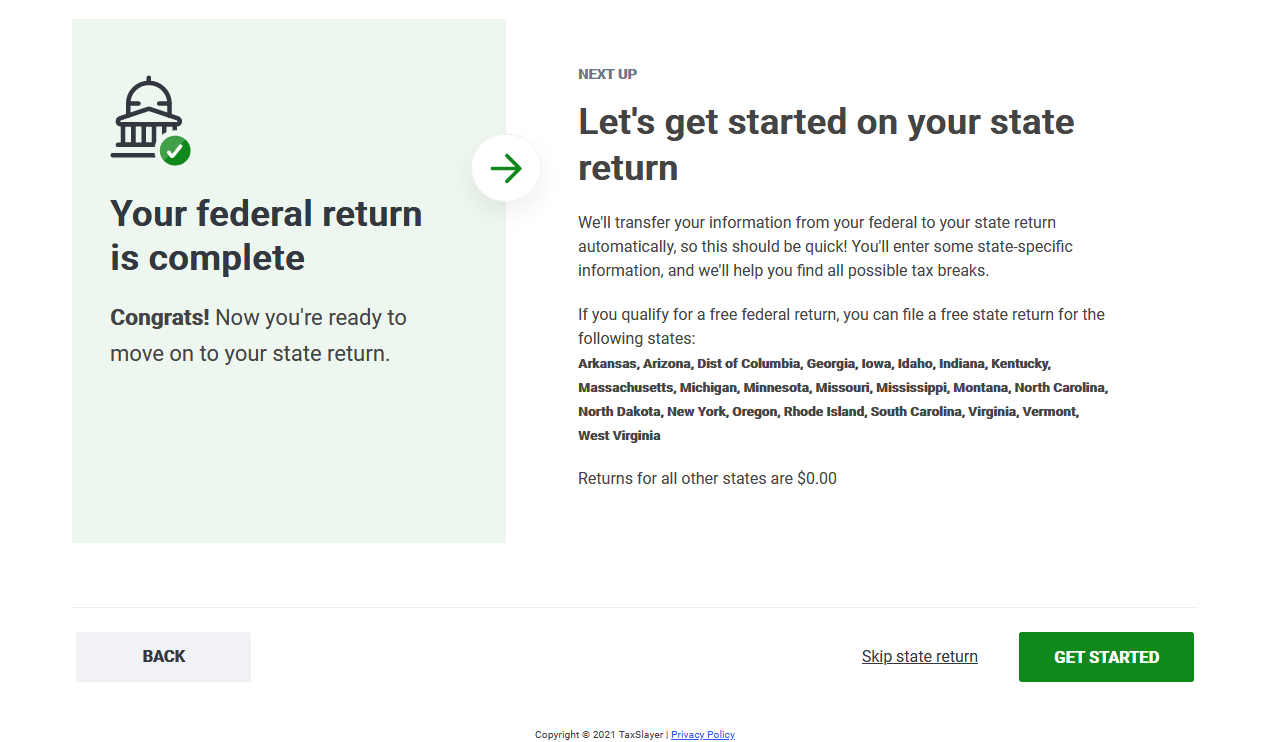 Your federal return
is complete
Congrats! Now you're ready to
move on to your state return.
NEXT UP
Let's get started on your state
return
We'll transfer your information from your federal to your state return
automatically, so this should be quick! You'll enter some state-specific
information, and we'll help you find all possible tax breaks.
If you qualify for a free federal return, you can file a free state return for the
following states:
Arkansas, Arizona, Dist of Columbia, Georgia, Iowa, Idaho, Indiana, Kentucky,
Massachusetts, Michigan, Minnesota, Missouri, Mississippi, Montana, North Carolina,
North Dakota, New York, Oregon, Rhode Island, South Carolina, Virginia, Vermont,
West Virginia
Returns for all other states are $0.00
BACK
Skip state return
GET STARTED
Copyright © 2021 TaxSlayer | Privacy Policy